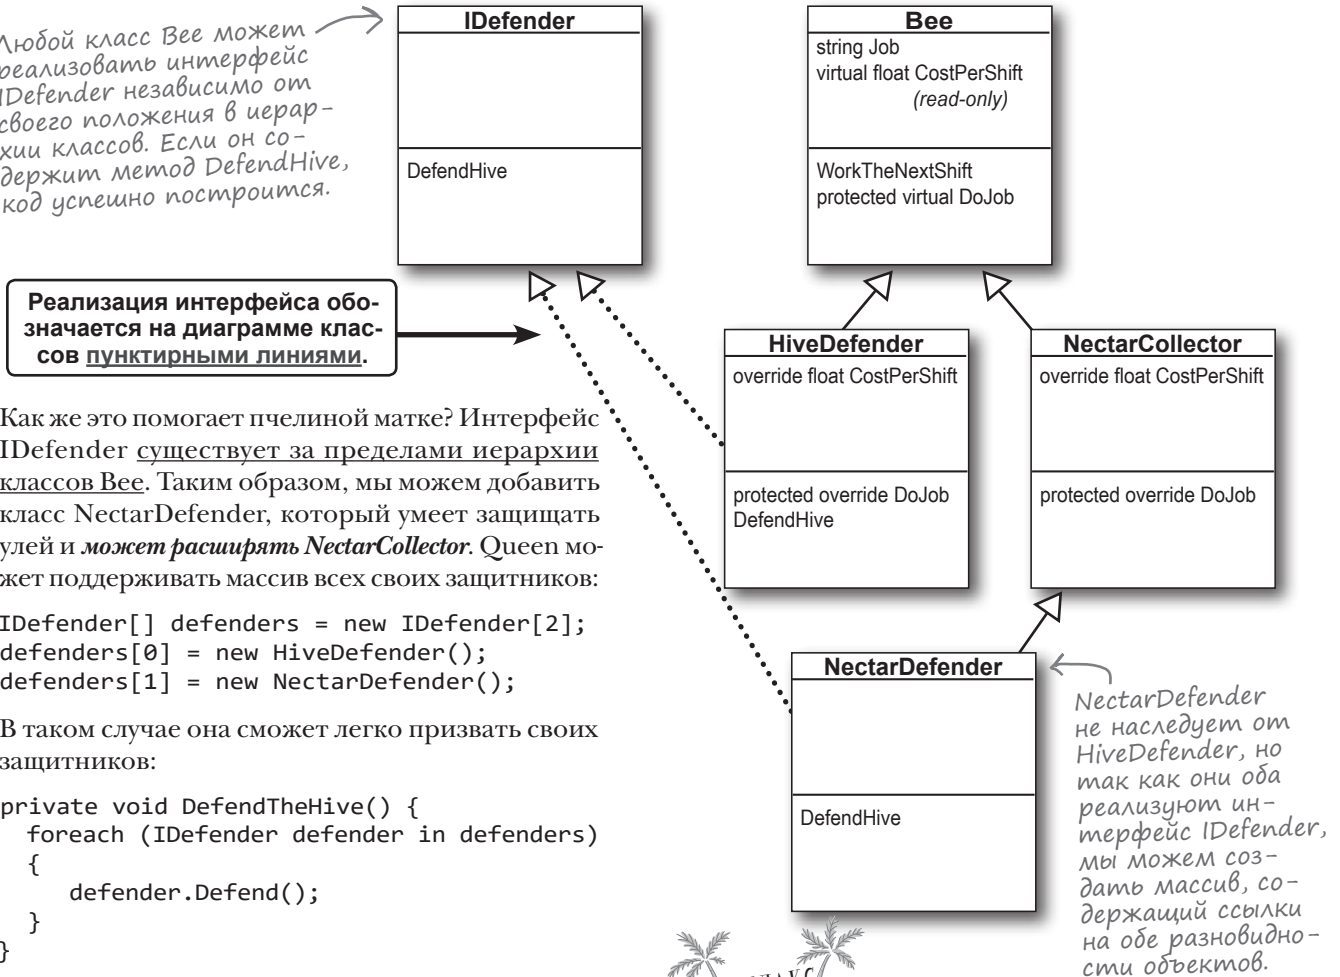 Любой класс Bee может
реализовать интерфейс
IDefender независимо от
своего положения в иерар-
хии классов. Если он со-
держит метод DefendHive,
код успешно построится.
IDefender
DefendHive
Bee
string Job
virtual float CostPerShift
(read-only)
WorkTheNextShift
protected virtual DoJob
Реализация интерфейса обо-
значается на диаграмме клас-
сов пунктирными линиями.
HiveDefender
override float CostPerShift
protected override DoJob
DefendHive
NectarCollector
override float CostPerShift
protected override DoJob
Как же это помогает пчелиной матке? Интерфейс
IDefender существует за пределами иерархии
классов Bee. Таким образом, мы можем добавить
класс NectarDefender, который умеет защищать
улей и может расширять NectarCollector. Queen мо-
жет поддерживать массив всех своих защитников:
IDefender[] defenders = new IDefender[2];
defenders[0] = new HiveDefender();
defenders[1] = new NectarDefender();
В таком случае она сможет легко призвать своих
защитников:
private void DefendTheHive() {
foreach (IDefender defender in defenders)
{
defender.Defend();
}
}
NectarDefender
DefendHive
NectarDefender
не наследует от
HiveDefender, но
так как они оба
реализуют ин-
терфейс IDefender,
мы можем соз-
дать массив, со-
держащий ссылки
на обе разновидно-
сти объектов.